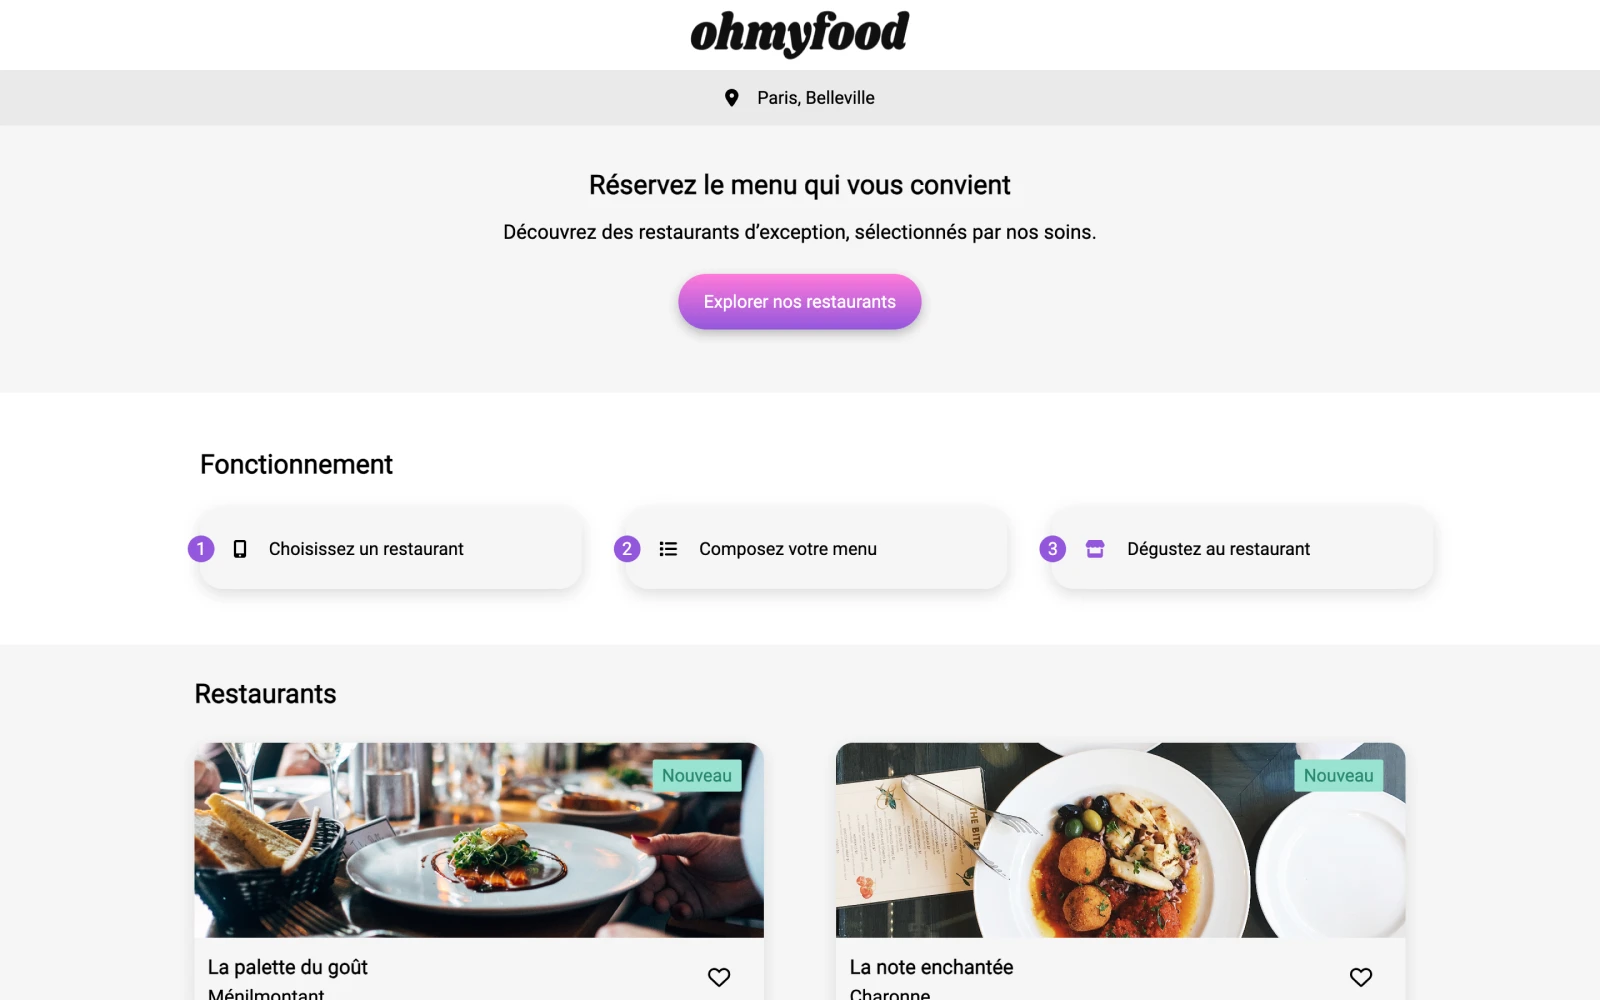 ohmyfood
Paris, Belleville
Réservez le menu qui vous convient
Découvrez des restaurants d’exception, sélectionnés par nos soins.
Explorer nos restaurants
Fonctionnement
1 Choisissez un restaurant
2 Composez votre menu
3 Dégustez au restaurant
Restaurants
Nouveau
Nouveau
THE BITE
La palette du goût
Ménilmontant
La note enchantée
Charonne